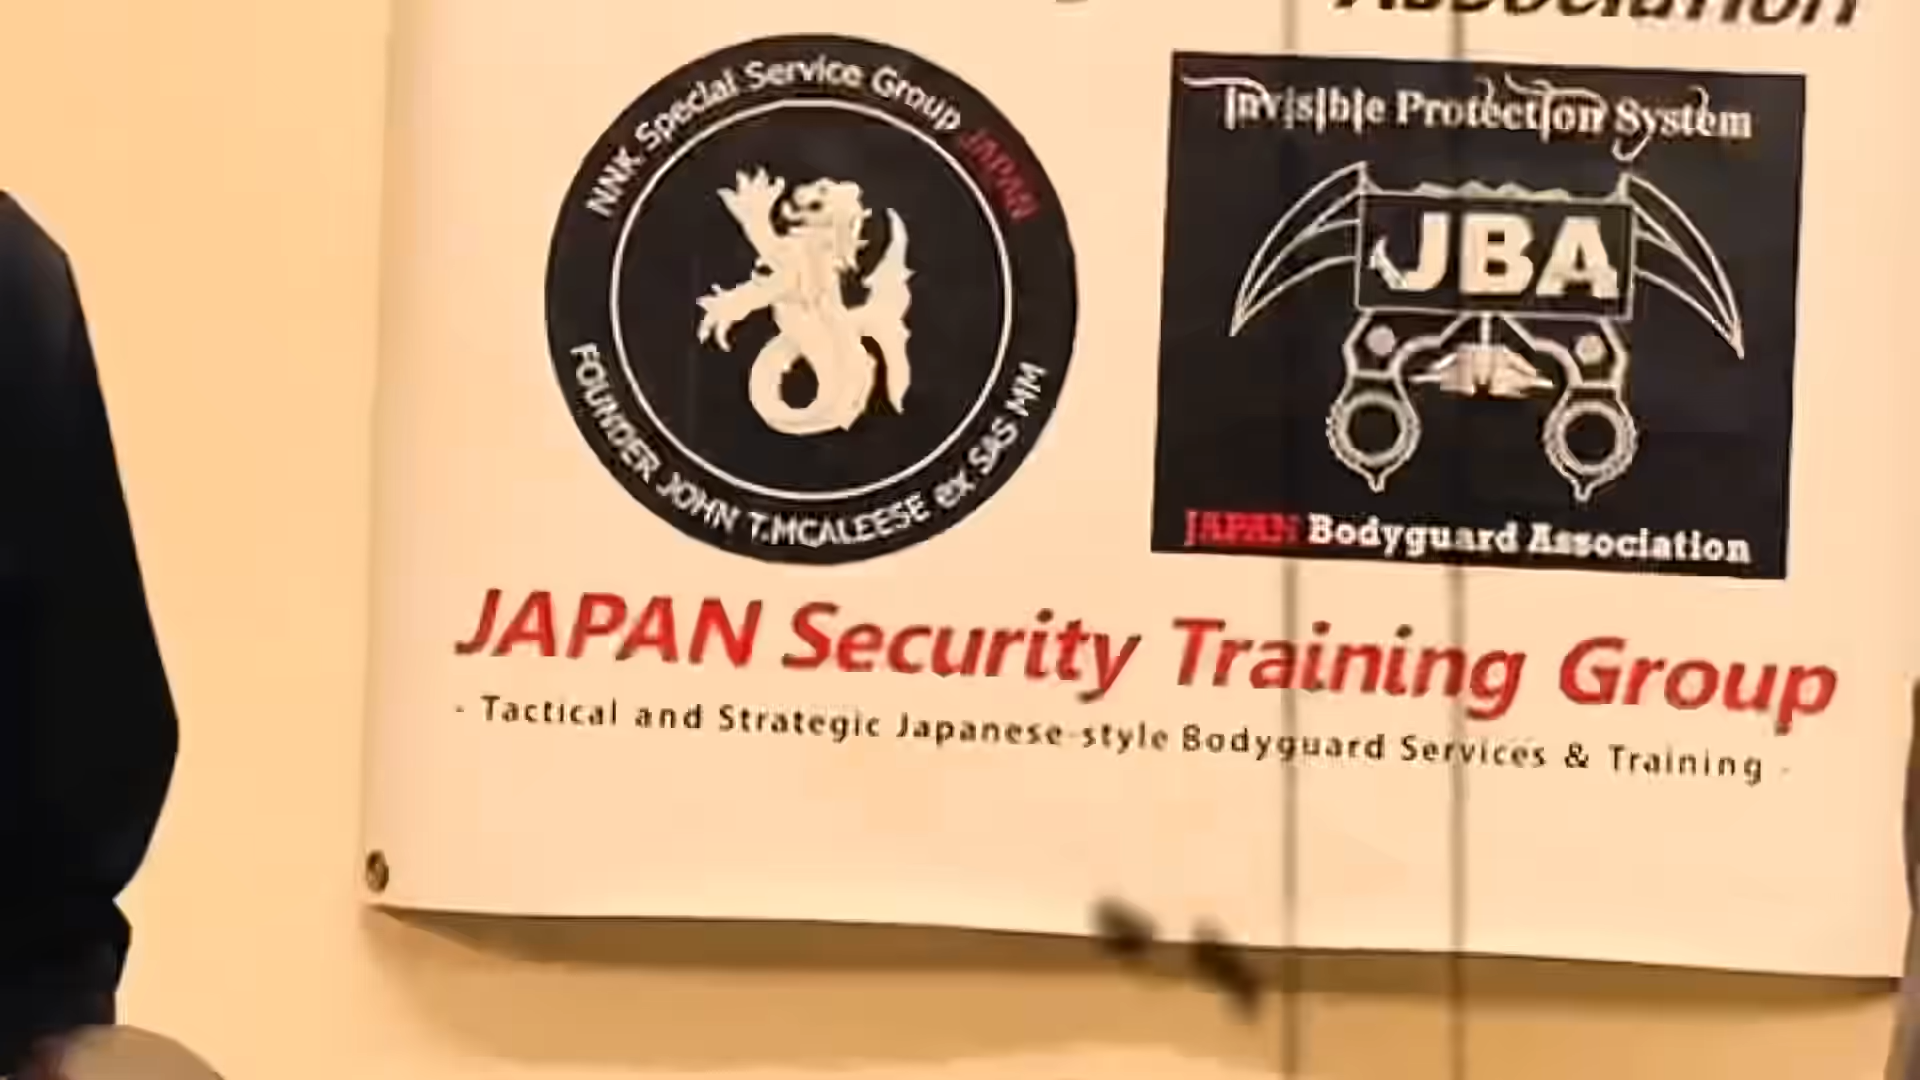 Association
NNK Special Service Group JAPAN
FOUNDER JOHN T.MCALEESE ex SAS MM
Invisible Protection System
JBA
JAPAN Bodyguard Association
JAPAN Security Training Group
- Tactical and Strategic Japanese-style Bodyguard Services & Training -